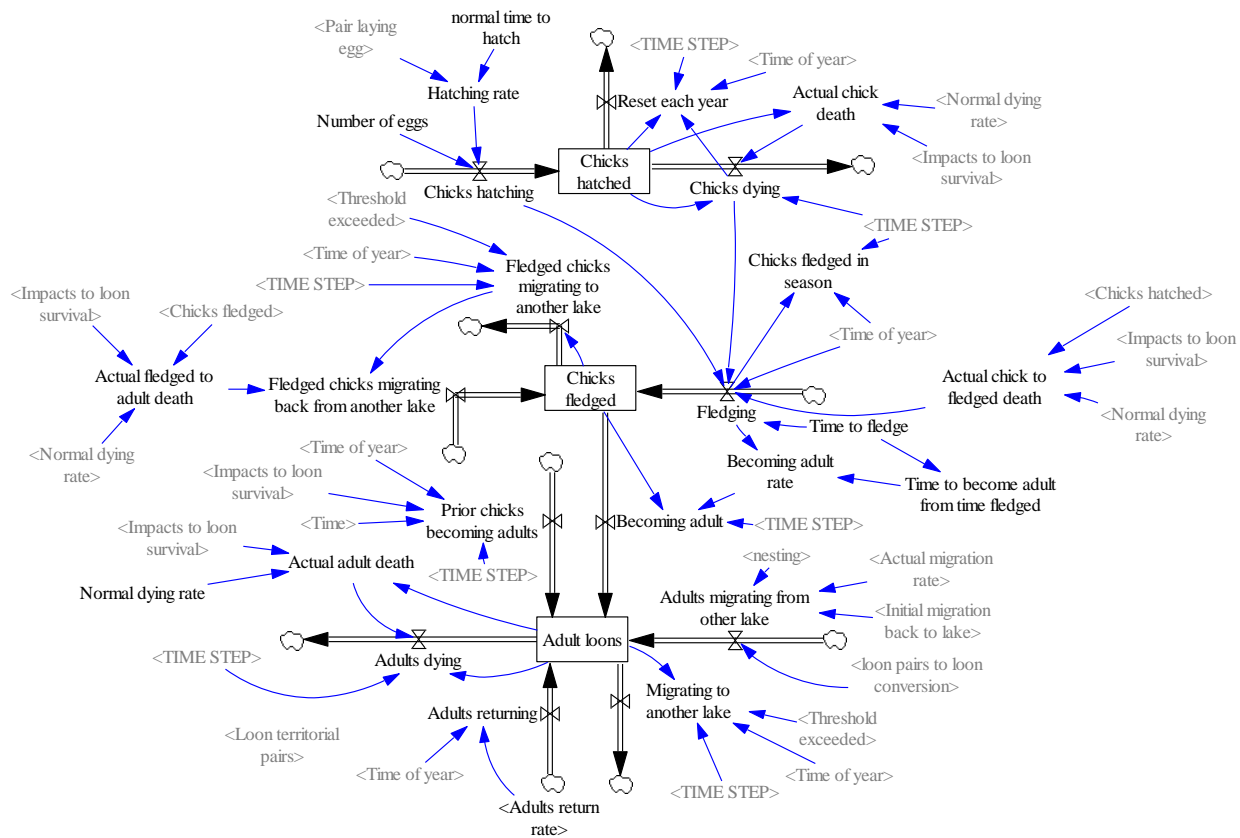 <Pair laying
egg>
normal time to
hatch
<TIME STEP>
<Time of year>
Hatching rate
Reset each year
Actual chick
death
<Normal dying
rate>
Number of eggs
Chicks
hatched
<Impacts to loon
survival>
Chicks hatching
Chicks dying
<Threshold
exceeded>
<TIME STEP>
<Time of year>
Fledged chicks
migrating to
another lake
Chicks fledged in
season
<TIME STEP>
<Impacts to loon
survival>
<Chicks fledged>
<Chicks hatched>
<Time of year>
<Impacts to loon
survival>
Actual fledged to
adult death
Fledged chicks migrating
back from another lake
Chicks
fledged
Fledging
Actual chick to
fledged death
<Normal dying
rate>
Time to fledge
<Normal dying
rate>
<Time of year>
Becoming adult
rate
Time to become adult
from time fledged
<Impacts to loon
survival>
Prior chicks
becoming adults
<Time>
Becoming adult
<TIME STEP>
<Impacts to loon
survival>
Actual adult death
<TIME STEP>
<nesting>
<Actual migration
rate>
Normal dying rate
Adults migrating from
other lake
<Initial migration
back to lake>
Adult loons
<TIME STEP>
Adults dying
<loon pairs to loon
conversion>
Migrating to
another lake
Adults returning
<Threshold
exceeded>
<Loon territorial
pairs>
<Time of year>
<Time of year>
<TIME STEP>
<Adults return
rate>